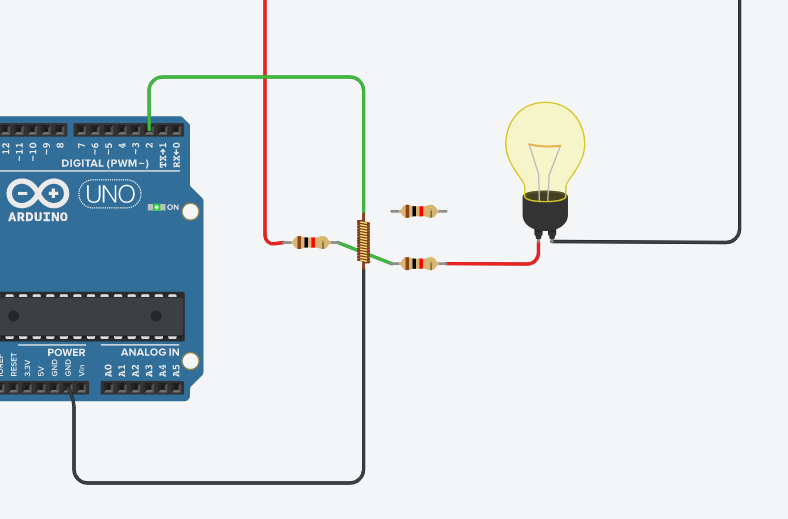 12
~11
~10
~9
8
7
~6
~5
4
~3
2
TX→1
RX←0
DIGITAL (PWM~)
UNO
ARDUINO
ON
POWER
ANALOG IN
RESET
3.3V
5V
GND
GND
Vin
A0
A1
A2
A3
A4
A5